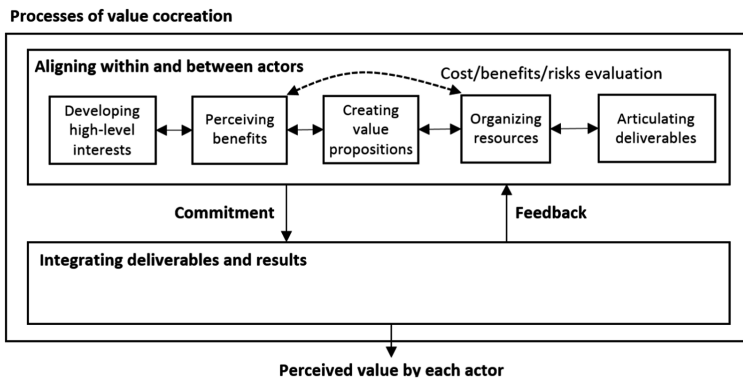 Processes of value cocreation
Aligning within and between actors
Cost/benefits/risks evaluation
Developing
high-level
interests
Perceiving
benefits
Creating
value
propositions
Organizing
resources
Articulating
deliverables
Commitment
Feedback
Integrating deliverables and results
Perceived value by each actor